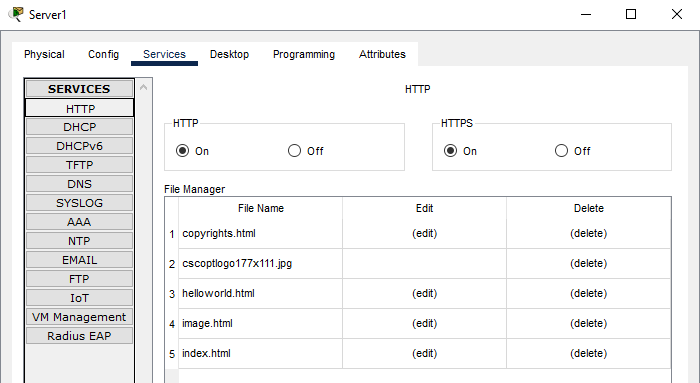 Server1
Physical Config Services Desktop Programming Attributes
SERVICES
HTTP
DHCP
DHCPv6
TFTP
DNS
SYSLOG
AAA
NTP
EMAIL
FTP
IoT
VM Management
Radius EAP
HTTP
HTTP
On Off
HTTPS
On Off
File Manager
File Name Edit Delete
1 copyrights.html (edit) (delete)
2 cscoptlogo177x111.jpg (delete)
3 helloworld.html (edit) (delete)
4 image.html (edit) (delete)
5 index.html (edit) (delete)